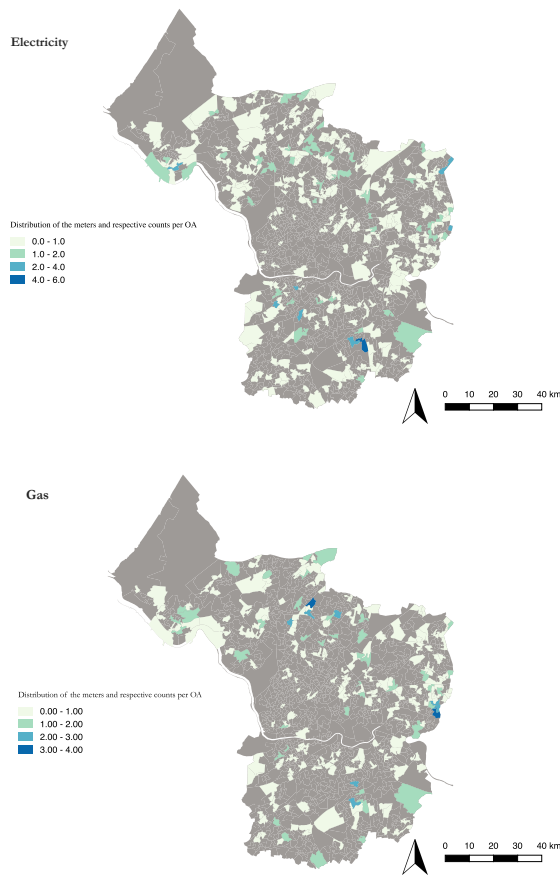 Electricity
Distribution of the meters and respective counts per OA
0.0 - 1.0
1.0 - 2.0
2.0 - 4.0
4.0 - 6.0
0 10 20 30 40 km
Gas
Distribution of the meters and respective counts per OA
0.00 - 1.00
1.00 - 2.00
2.00 - 3.00
3.00 - 4.00
0 10 20 30 40 km